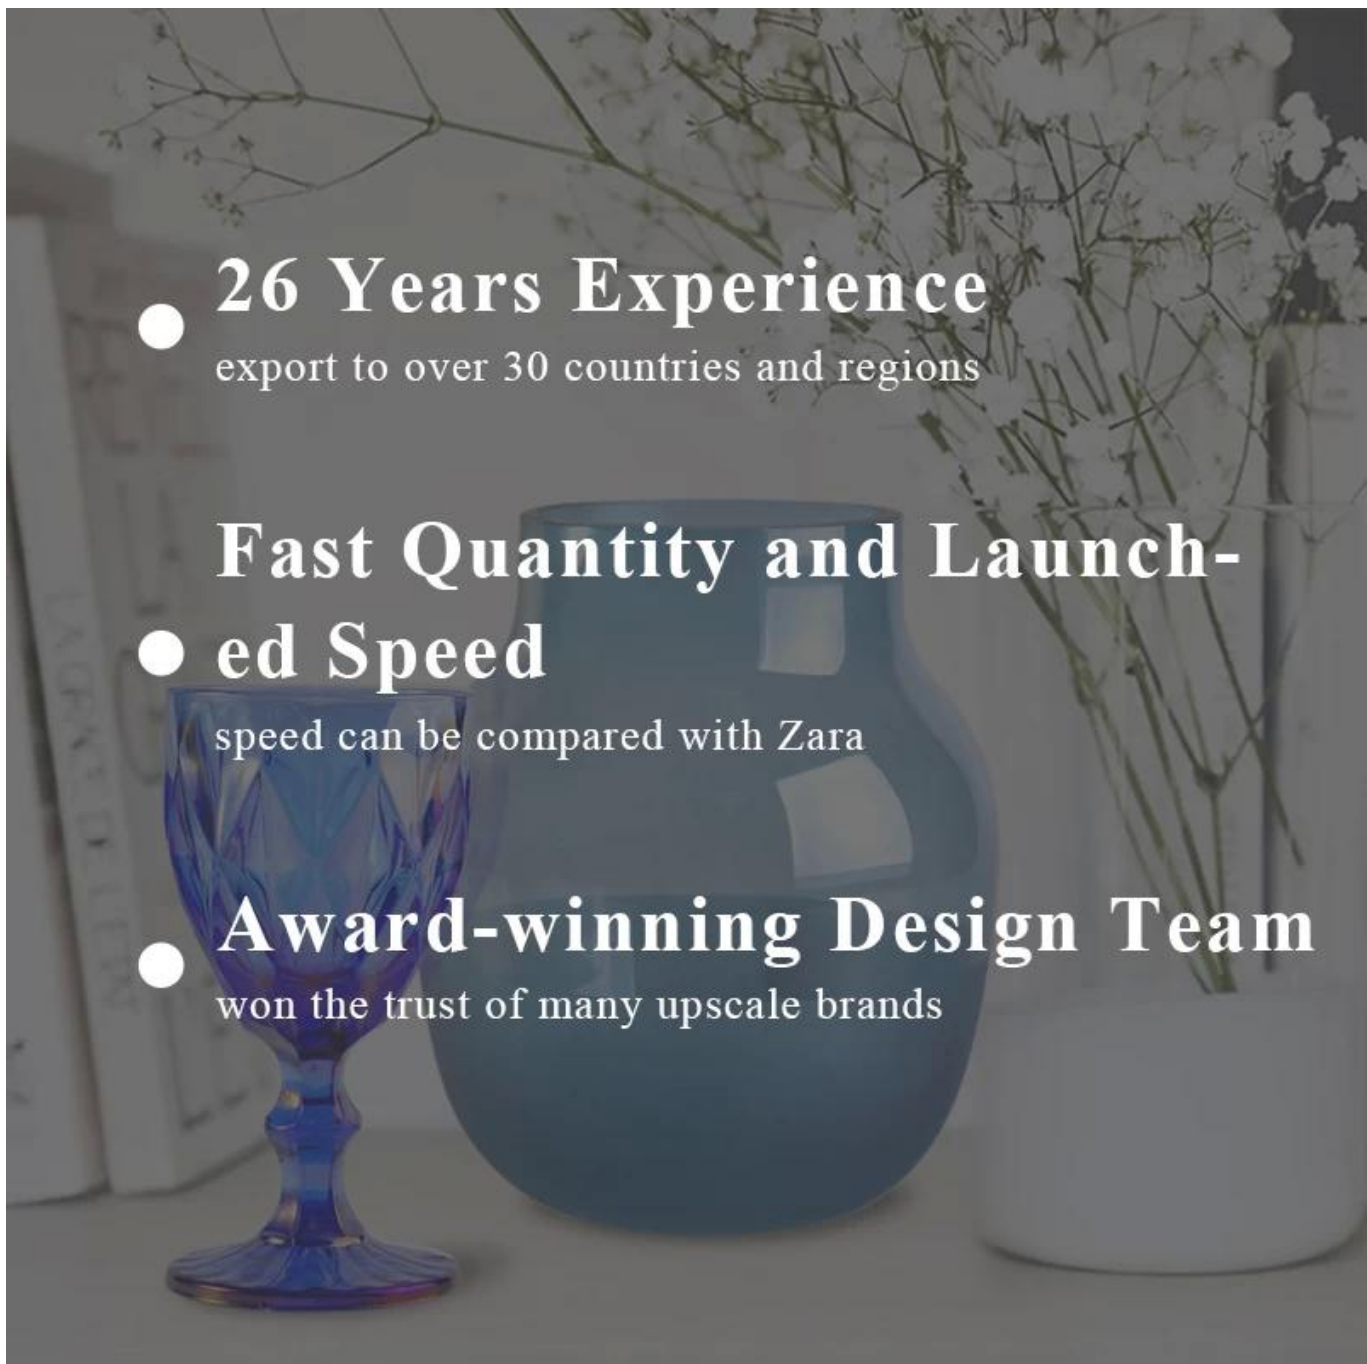 26 Years Experience
export to over 30 countries and regions
Fast Quantity and Launch-
ed Speed
speed can be compared with Zara
Award-winning Design Team
won the trust of many upscale brands